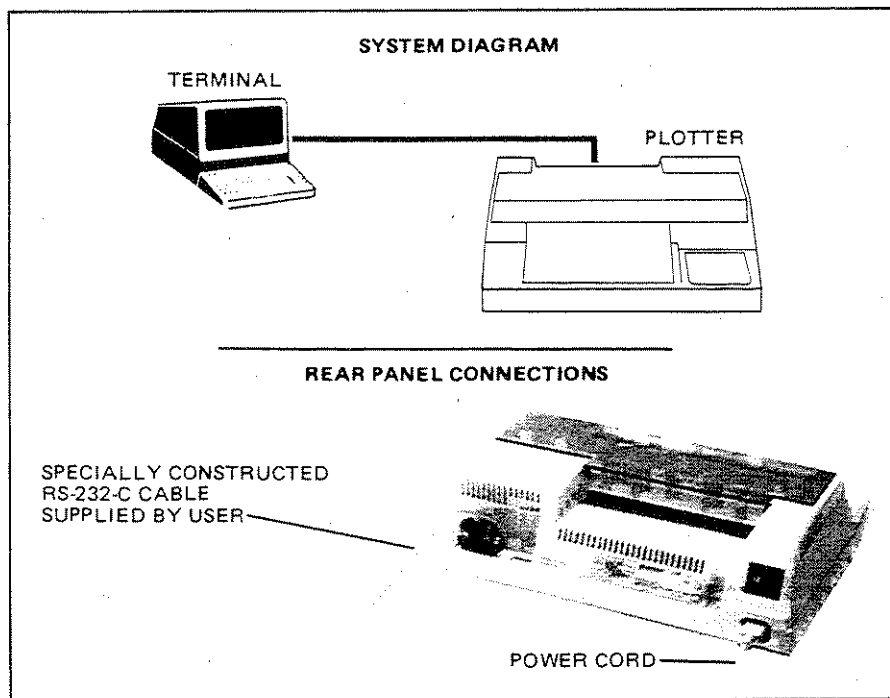 SYSTEM DIAGRAM
TERMINAL
PLOTTER
REAR PANEL CONNECTIONS
SPECIALLY CONSTRUCTED
RS-232-C CABLE
SUPPLIED BY USER
POWER CORD